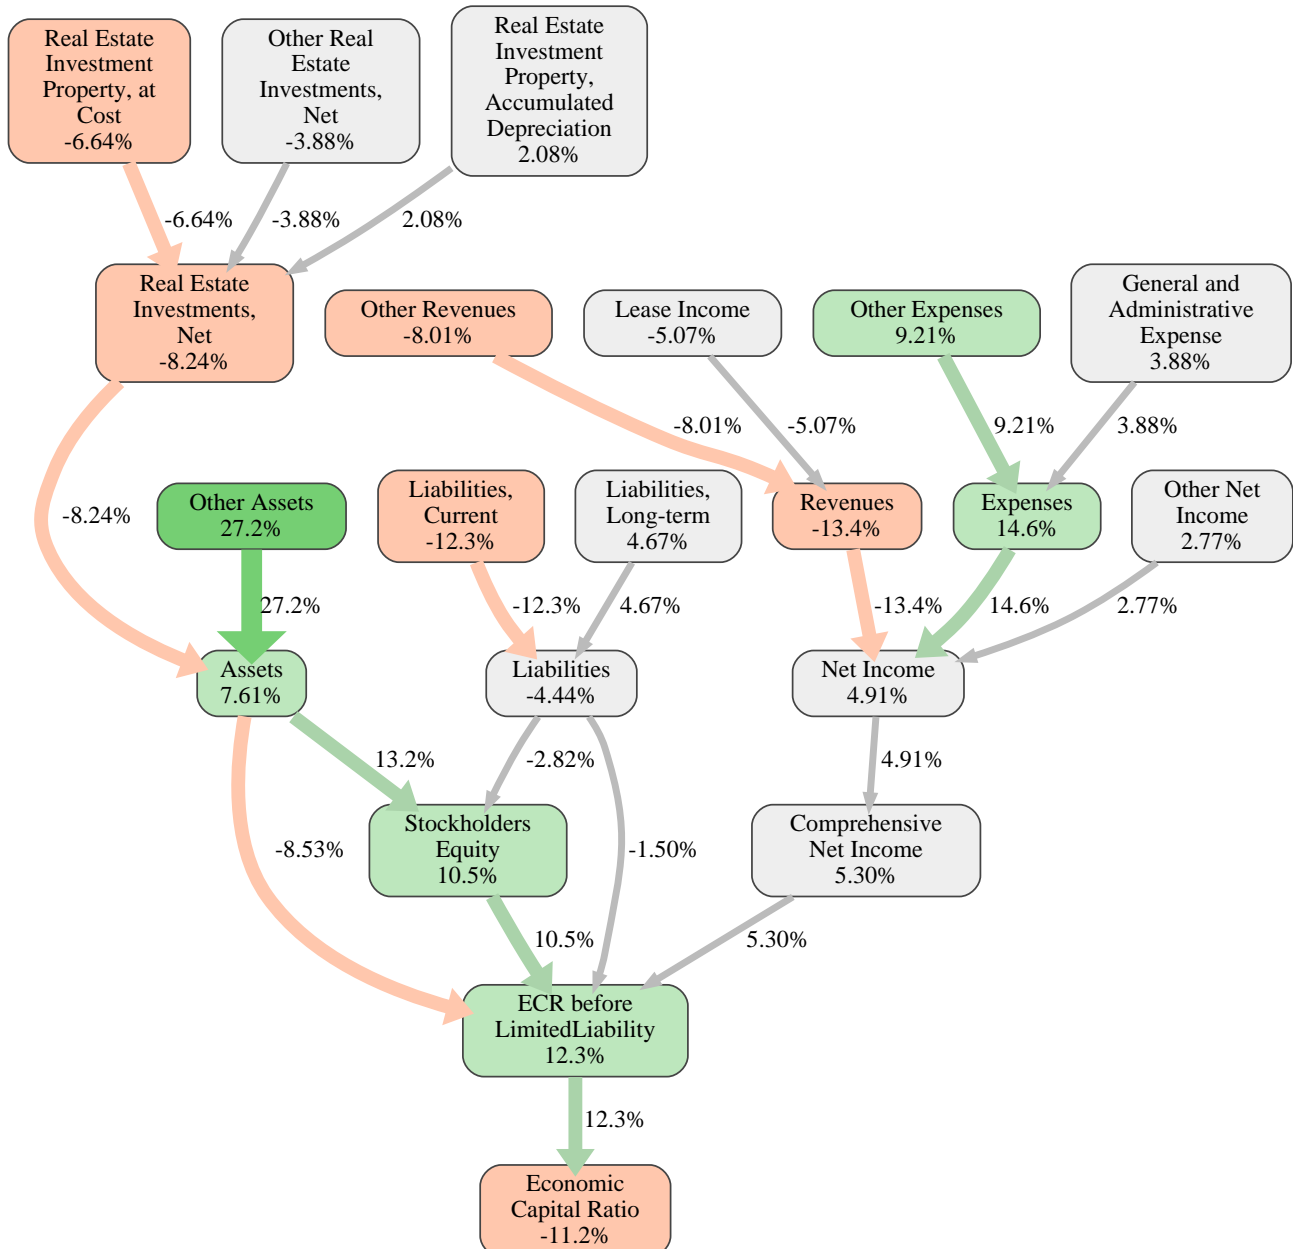 Real Estate
Investment
Property, at
Cost
-6.64%
Other Real
Estate
Investments,
Net
-3.88%
Real Estate
Investment
Property,
Accumulated
Depreciation
2.08%
-6.64%
-3.88%
2.08%
Real Estate
Investments,
Net
-8.24%
Other Revenues
-8.01%
Lease Income
-5.07%
Other Expenses
9.21%
General and
Administrative
Expense
3.88%
-8.01%
-5.07%
9.21%
3.88%
-8.24%
Other Assets
27.2%
Liabilities,
Current
-12.3%
Liabilities,
Long-term
4.67%
Revenues
-13.4%
Expenses
14.6%
Other Net
Income
2.77%
27.2%
-12.3%
4.67%
-13.4%
14.6%
2.77%
Assets
7.61%
Liabilities
-4.44%
Net Income
4.91%
13.2%
-2.82%
4.91%
-8.53%
Stockholders
Equity
10.5%
-1.50%
Comprehensive
Net Income
5.30%
10.5%
5.30%
ECR before
LimitedLiability
12.3%
12.3%
Economic
Capital Ratio
-11.2%